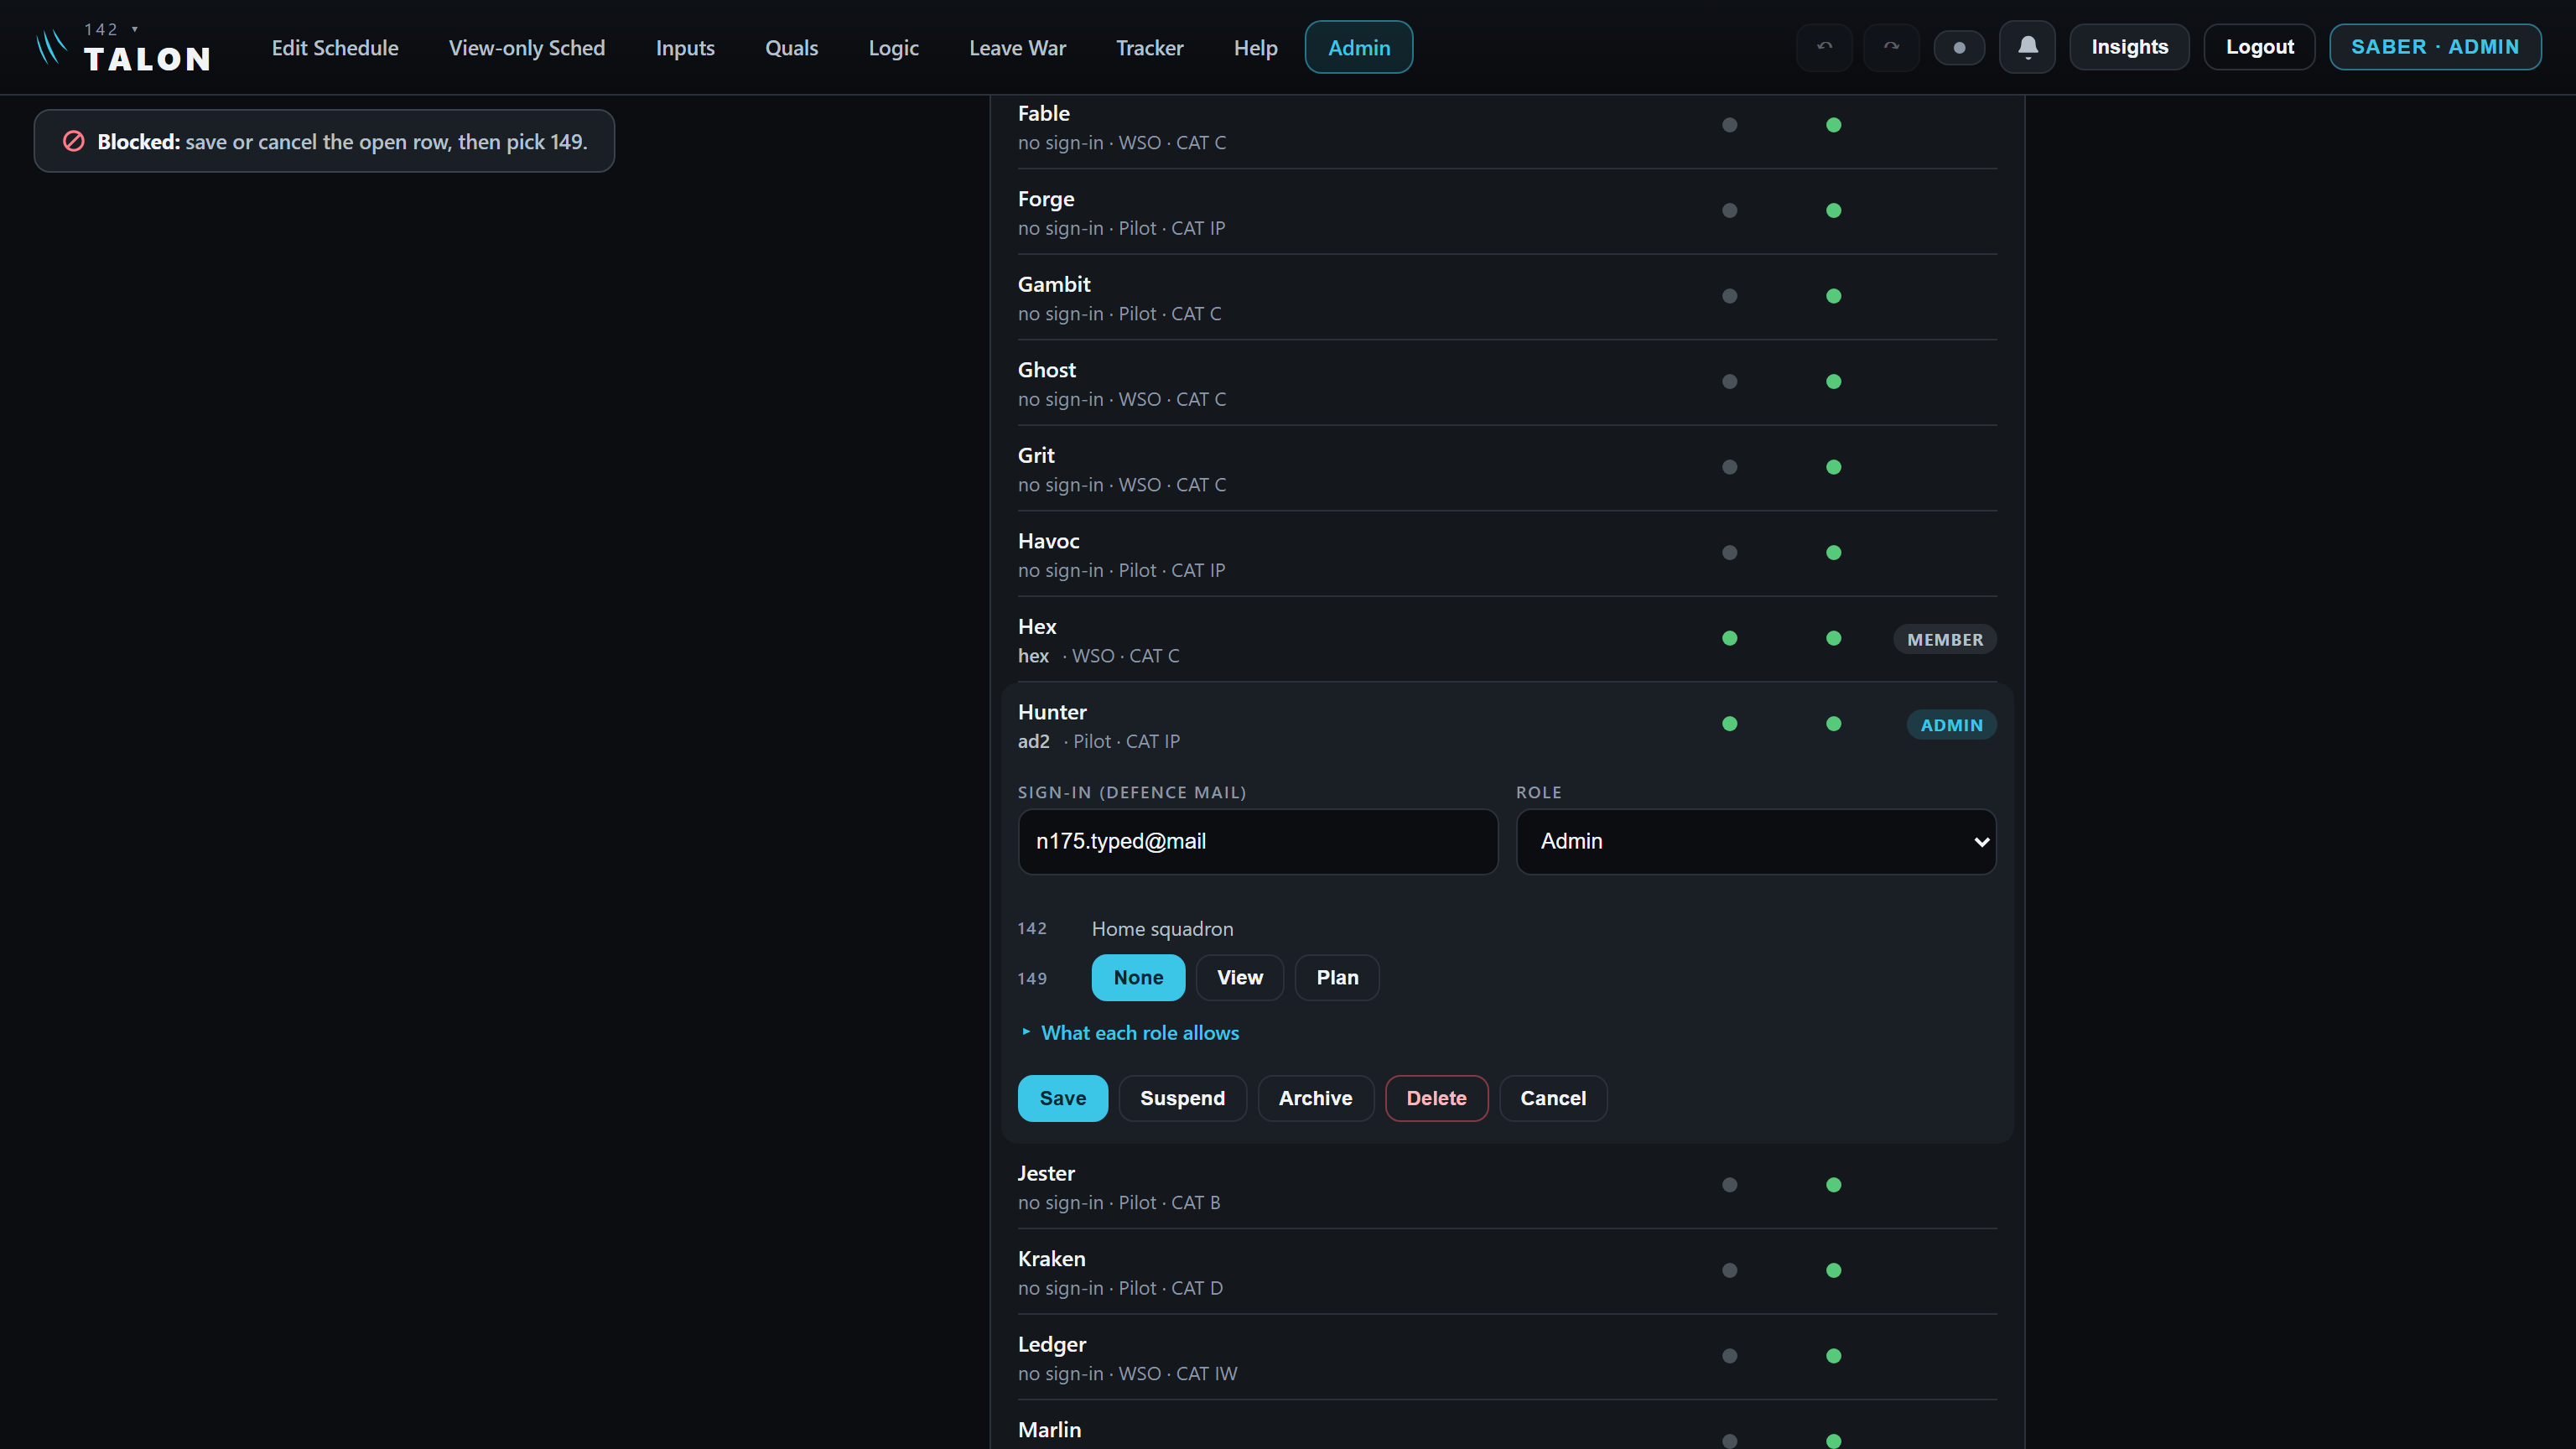 142 ▾
TALON
Edit Schedule
View-only Sched
Inputs
Quals
Logic
Leave War
Tracker
Help
Admin
Insights
Logout
SABER · ADMIN
Blocked: save or cancel the open row, then pick 149.
Fable
no sign-in · WSO · CAT C
Forge
no sign-in · Pilot · CAT IP
Gambit
no sign-in · Pilot · CAT C
Ghost
no sign-in · WSO · CAT C
Grit
no sign-in · WSO · CAT C
Havoc
no sign-in · Pilot · CAT IP
Hex
hex · WSO · CAT C
MEMBER
Hunter
ad2 · Pilot · CAT IP
ADMIN
SIGN-IN (DEFENCE MAIL)
ROLE
n175.typed@mail
Admin
142 Home squadron
149 None View Plan
▸ What each role allows
Save Suspend Archive Delete Cancel
Jester
no sign-in · Pilot · CAT B
Kraken
no sign-in · Pilot · CAT D
Ledger
no sign-in · WSO · CAT IW
Marlin